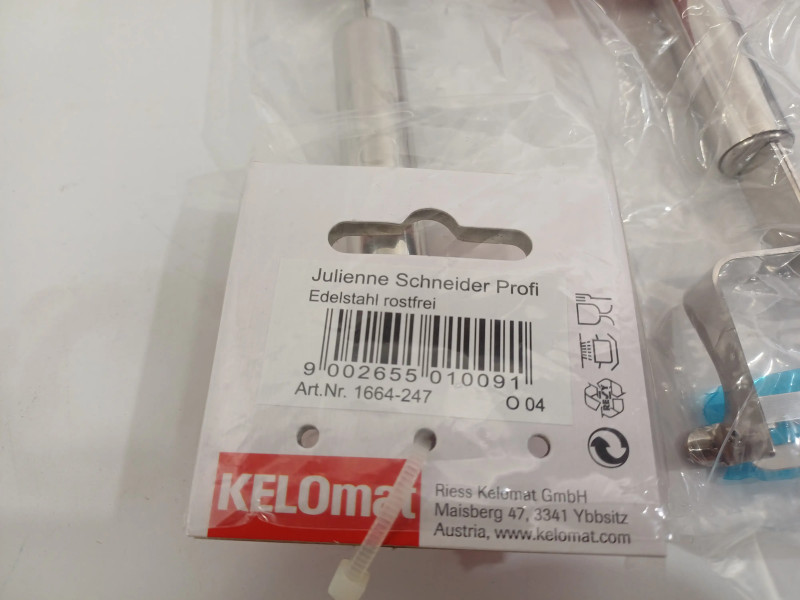 Julienne Schneider Profi
Edelstahl rostfrei
9 002655 010091
Art.Nr. 1664-247
O 04
RESY
KELOmat
Riess Kelomat GmbH
Maisberg 47, 3341 Ybbsitz
Austria, www.kelomat.com